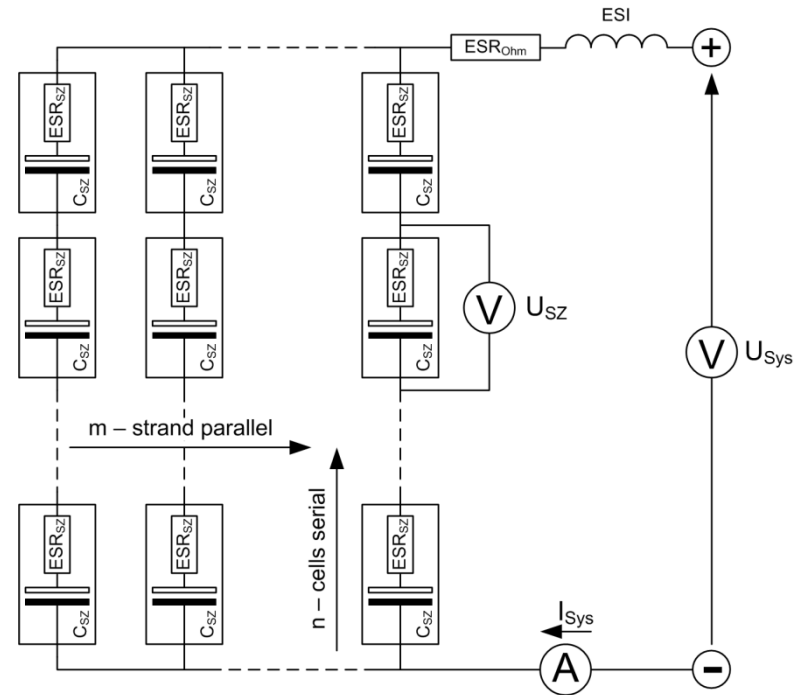 ESI
ESR_Ohm
+
ESR_SZ
C_SZ
ESR_SZ
C_SZ
ESR_SZ
C_SZ
ESR_SZ
C_SZ
ESR_SZ
C_SZ
ESR_SZ
C_SZ
V
U_SZ
V
U_Sys
m – strand parallel
n – cells serial
ESR_SZ
C_SZ
ESR_SZ
C_SZ
ESR_SZ
C_SZ
I_Sys
A
-